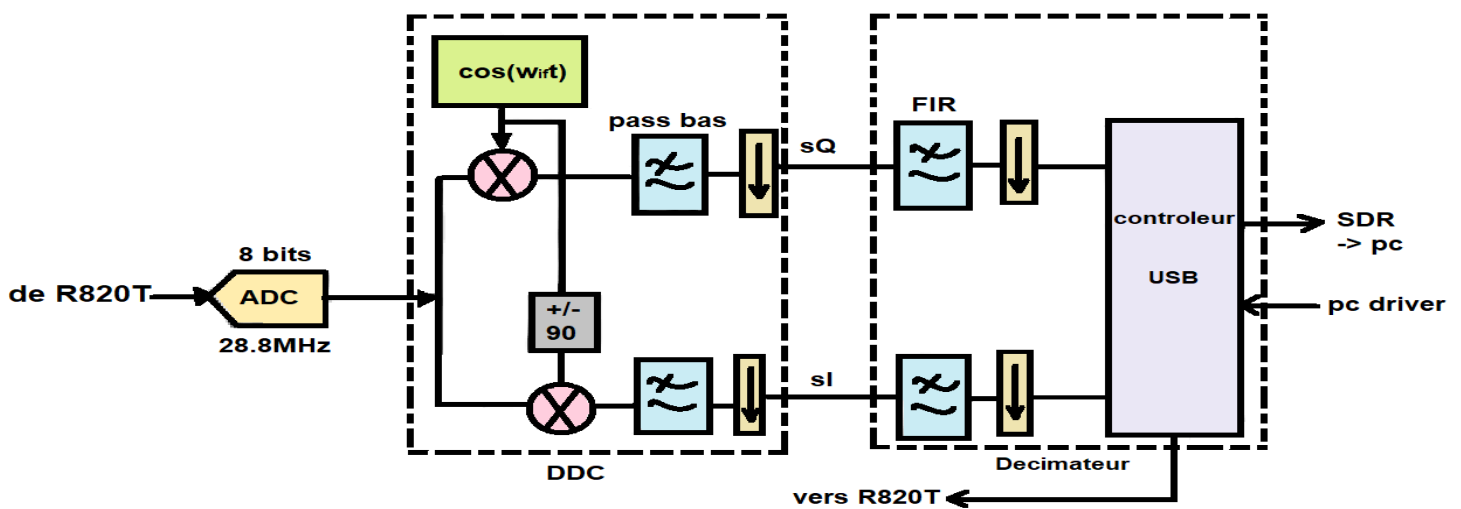 cos(wift)
pass bas
FIR
sQ
controleur
USB
SDR
-> pc
8 bits
de R820T
ADC
28.8MHz
+/-
90
pc driver
sI
DDC
Decimateur
vers R820T